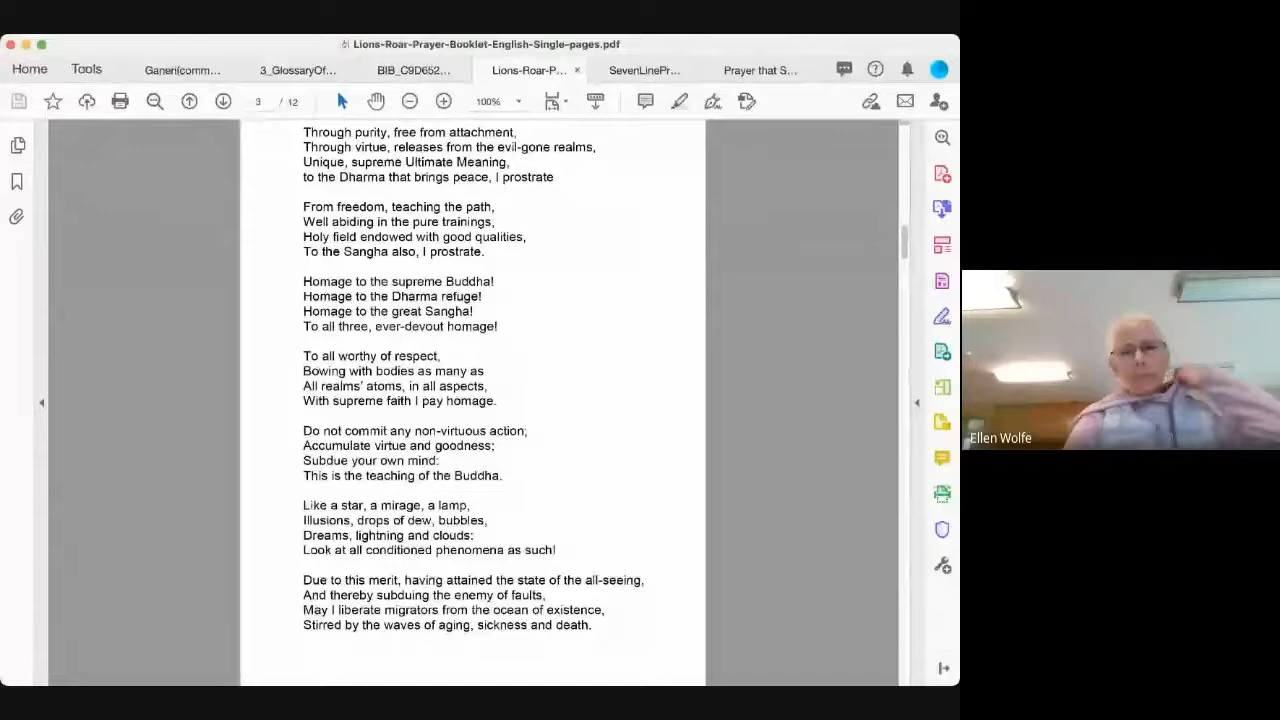 Lions-Roar-Prayer-Booklet-English-Single-pages.pdf
Home Tools Ganeri(comm... 3_GlossaryOf... BIB_C9D652... Lions-Roar-P... × SevenLinePr... Prayer that S...
3 / 12 100%
Through purity, free from attachment,
Through virtue, releases from the evil-gone realms,
Unique, supreme Ultimate Meaning,
to the Dharma that brings peace, I prostrate
From freedom, teaching the path,
Well abiding in the pure trainings,
Holy field endowed with good qualities,
To the Sangha also, I prostrate.
Homage to the supreme Buddha!
Homage to the Dharma refuge!
Homage to the great Sangha!
To all three, ever-devout homage!
To all worthy of respect,
Bowing with bodies as many as
All realms' atoms, in all aspects,
With supreme faith I pay homage.
Do not commit any non-virtuous action;
Accumulate virtue and goodness;
Subdue your own mind:
This is the teaching of the Buddha.
Like a star, a mirage, a lamp,
Illusions, drops of dew, bubbles,
Dreams, lightning and clouds:
Look at all conditioned phenomena as such!
Due to this merit, having attained the state of the all-seeing,
And thereby subduing the enemy of faults,
May I liberate migrators from the ocean of existence,
Stirred by the waves of aging, sickness and death.
Ellen Wolfe